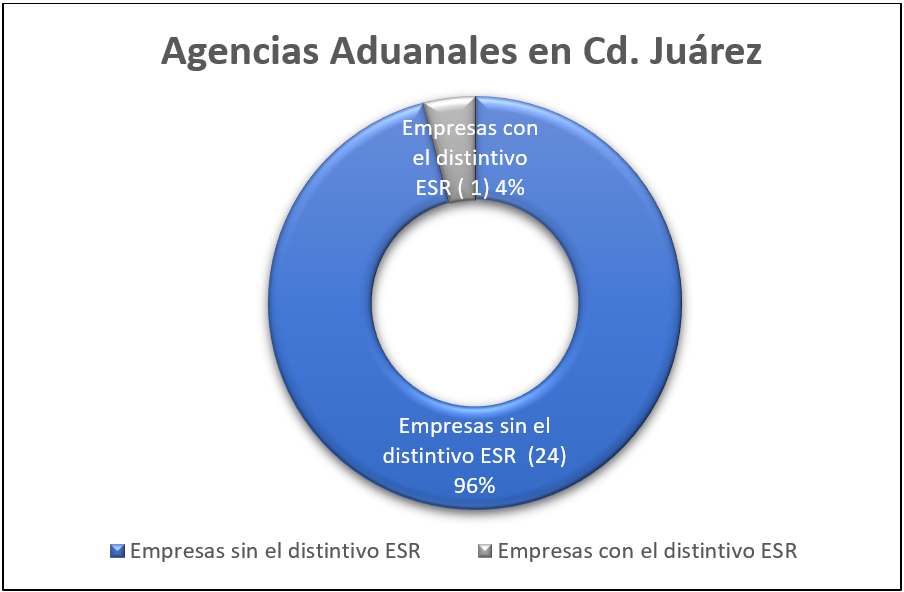 Agencias Aduanales en Cd. Juárez
Empresas con
el distintivo
ESR ( 1) 4%
Empresas sin el
distintivo ESR  (24)
96%
Empresas sin el distintivo ESR
Empresas con el distintivo ESR